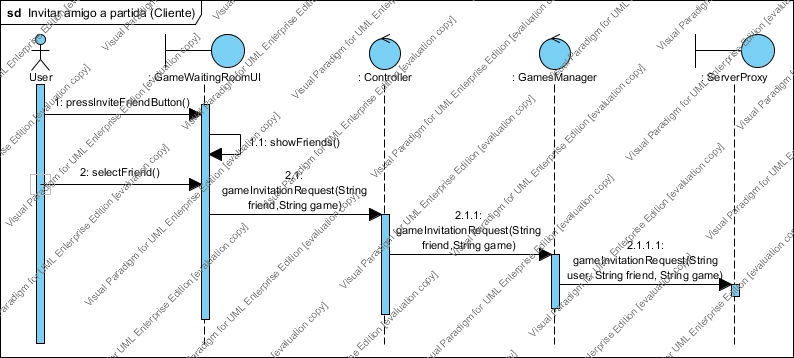 sd Invitar amigo a partida (Cliente)
User
: GameWaitingRoomUI
: Controller
: GamesManager
: ServerProxy
1: pressInviteFriendButton()
1.1: showFriends()
2: selectFriend()
2.1:
gameInvitationRequest(String
friend,String game)
2.1.1:
gameInvitationRequest(String
friend,String game)
2.1.1.1:
gameInvitationRequest(String
user, String friend, String game)
Visual Paradigm for UML Enterprise Edition [evaluation copy]